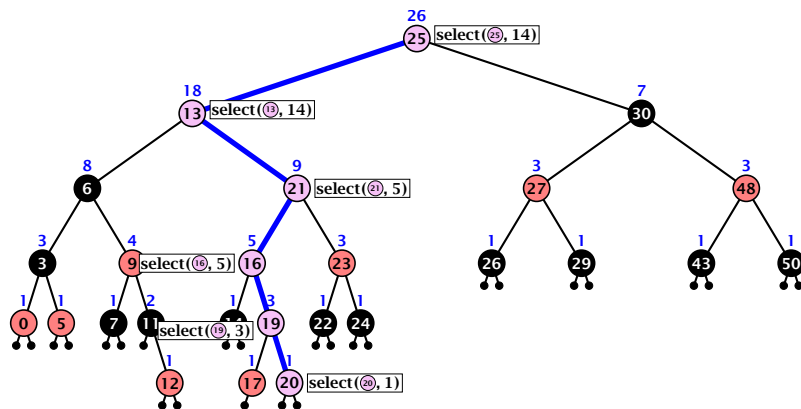 26
25 select(25, 14)
18 7
13 select(13, 14) 30
8 9 3 3
6 21 select(21, 5) 27 48
3 4 5 3 1 1 1 1
3 9 select(16, 5) 16 23 26 29 43 50
1 1 1 2 1 3 1 1
0 5 7 11 select(19, 3) 14 19 22 24
1 1 1
12 17 20 select(20, 1)